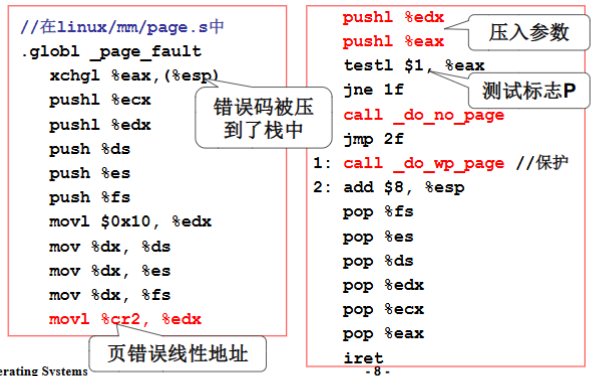 //在linux/mm/page.s中
.globl _page_fault
xchgl %eax,(%esp)
pushl %ecx
pushl %edx
push %ds
push %es
push %fs
movl $0x10, %edx
mov %dx, %ds
mov %dx, %es
mov %dx, %fs
movl %cr2, %edx
错误码被压
到了栈中
页错误线性地址
pushl %edx
pushl %eax
testl $1, %eax
jne 1f
call _do_no_page
jmp 2f
1: call _do_wp_page //保护
2: add $8, %esp
pop %fs
pop %es
pop %ds
pop %edx
pop %ecx
pop %eax
iret
压入参数
测试标志P
erating Systems
- 8 -